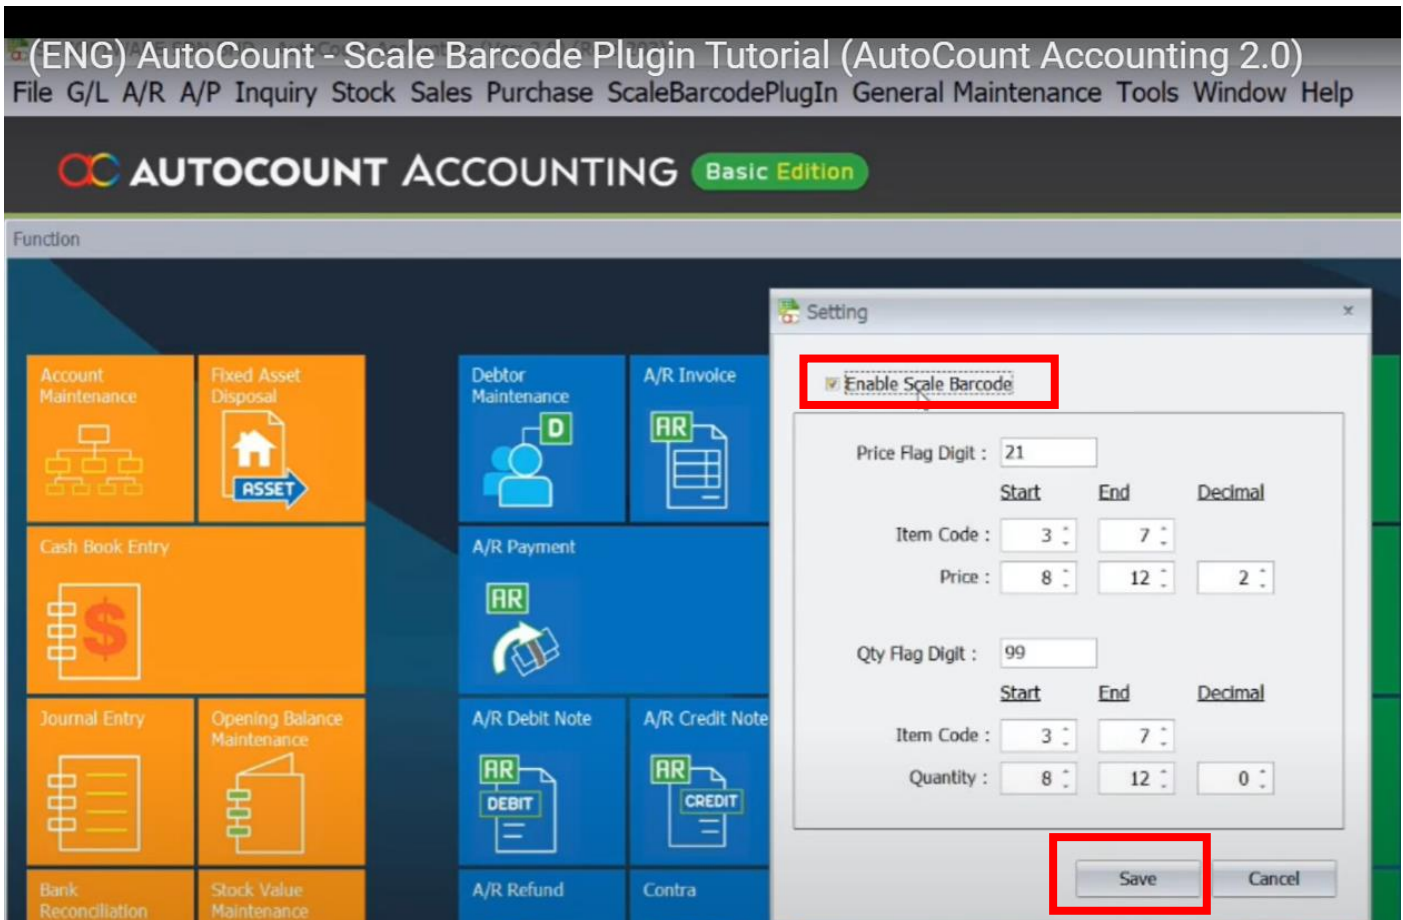 (ENG) AutoCount - Scale Barcode Plugin Tutorial (AutoCount Accounting 2.0)
File G/L A/R A/P Inquiry Stock Sales Purchase ScaleBarcodePlugIn General Maintenance Tools Window Help
AUTOCOUNT ACCOUNTING Basic Edition
Function
Setting
Enable Scale Barcode
Price Flag Digit : 21
Start End Decimal
Item Code : 3 7
Price : 8 12 2
Qty Flag Digit : 99
Start End Decimal
Item Code : 3 7
Quantity : 8 12 0
Save Cancel
Account
Maintenance
Fixed Asset
Disposal
ASSET
Debtor
Maintenance
D
A/R Invoice
AR
Cash Book Entry
$
A/R Payment
AR
Journal Entry
Opening Balance
Maintenance
A/R Debit Note
AR
DEBIT
A/R Credit Note
AR
CREDIT
Bank
Reconciliation
Stock Value
Maintenance
A/R Refund
Contra